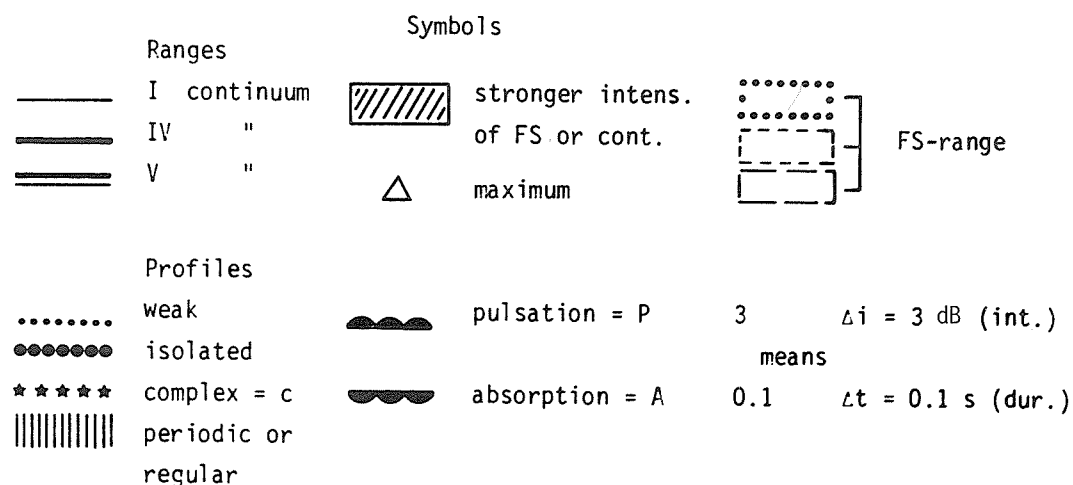 Symbols
Ranges
I continuum
IV "
V "
stronger intens.
of FS or cont.
maximum
FS-range
Profiles
weak
isolated
complex = c
periodic or
regular
pulsation = P
absorption = A
3 Δi = 3 dB (int.)
means
0.1 Δt = 0.1 s (dur.)